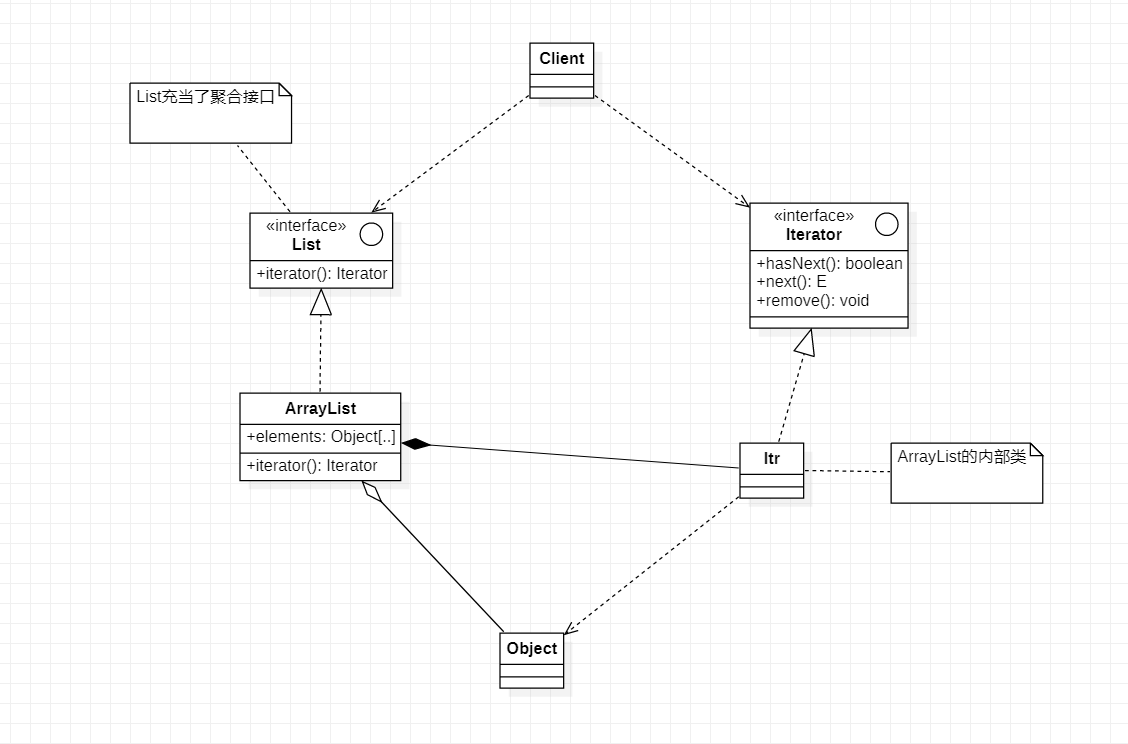 Client
List充当了聚合接口
«interface»
List
+iterator(): Iterator
«interface»
Iterator
+hasNext(): boolean
+next(): E
+remove(): void
ArrayList
+elements: Object[..]
+iterator(): Iterator
Itr
ArrayList的内部类
Object